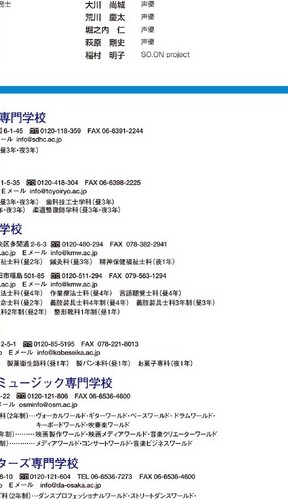 大川　尚城　声優
荒川　慶太　声優
堀之内　仁　声優
萩原　剛史　声優
稲村　明子　SO.ON project
専門学校
6-1-45　0120-118-359　FAX 06-6391-2244
ール info@sdhc.ac.jp
(昼3年・夜3年)
1-5-35　0120-418-304　FAX 06-6398-2225
Eメール info@toyoiryo.ac.jp
(昼3年・夜3年)　歯科技工士学科(昼3年)
・夜3年)　柔道整復師学科(昼3年・夜3年)
学校
央区多聞通2-6-3　0120-480-294　FAX 078-382-2941
.ac.jp　Eメール info@kmw.ac.jp
祉士科(昼2年)　鍼灸科(昼3年)　精神保健福祉士科(夜1年)
田市福島501-85　0120-511-294　FAX 079-563-1294
.ac.jp　Eメール info@kmw.ac.jp
法士科(昼4年)　作業療法士科(昼4年)　言語聴覚士科(昼4年)
命士科(昼2年)　義肢装具士科4年制(昼4年)　義肢装具士科3年制(昼3年)
科2年制(昼2年)　整形靴科1年制(昼1年)
2-5-1　0120-85-5195　FAX 078-221-8013
p　Eメール info@kobeseika.ac.jp
製菓衛生師科(昼1年)　製パン本科(昼1年)　お菓子専科(夜1年)
ミュージック専門学校
-22　0120-121-806　FAX 06-6536-4600
メール osminfo@osm.ac.jp
科(2年制)…ヴォーカルワールド・ギターワールド・ベースワールド・ドラムワールド・
キーボードワールド・吹奏楽ワールド
年制)………映画製作ワールド・映画メディアワールド・音楽クリエーターワールド
制)…………メディアワールド・コンサートワールド・音楽ビジネスワールド
ターズ専門学校
8-10　0120-121-604　TEL 06-6536-7273　FAX 06-6536-4600
Eメール info@da-osaka.ac.jp
(2年制)…ダンスプロフェッショナルワールド・ストリートダンスワールド・